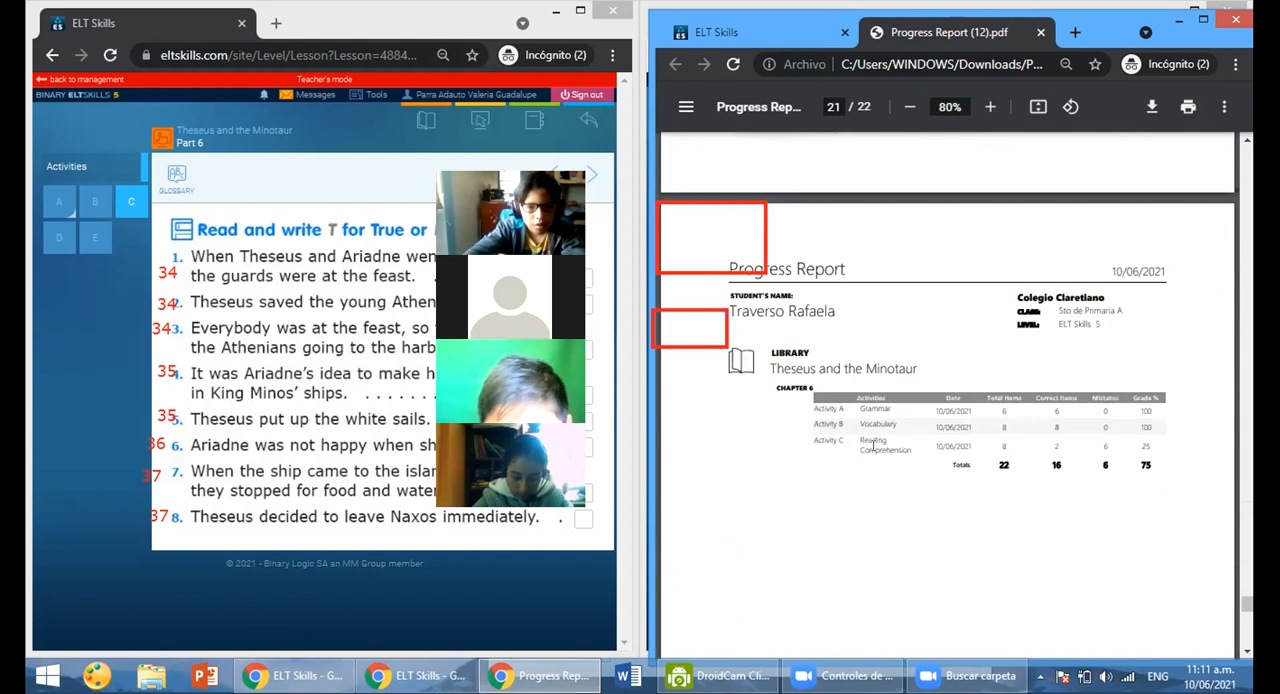 ELT Skills
eltskills.com/site/Level/Lesson?Lesson=4884...
Incógnito (2)
back to management
Teacher's mode
BINARY ELTSKILLS 5
Messages
Tools
Parra Adauto Valeria Guadalupe
Sign out
Theseus and the Minotaur
Part 6
Activities
A B C
D E
ABC
GLOSSARY
Read and write T for True or
1. When Theseus and Ariadne wen
34 the guards were at the feast. .
34 2. Theseus saved the young Athen
34 3. Everybody was at the feast, so
the Athenians going to the harb
35 4. It was Ariadne's idea to make h
in King Minos' ships. . . . . . .
35 5. Theseus put up the white sails.
36 6. Ariadne was not happy when sh
37 7. When the ship came to the islan
they stopped for food and water
37 8. Theseus decided to leave Naxos immediately. .
© 2021 - Binary Logic SA an MM Group member
ELT Skills
Progress Report (12).pdf
Archivo
C:/Users/WINDOWS/Downloads/P...
Incógnito (2)
Progress Rep...
21 / 22
80%
Progress Report
10/06/2021
STUDENT'S NAME:
Traverso Rafaela
Colegio Claretiano
CLASS: 5to de Primaria A
LEVEL: ELT Skills 5
LIBRARY
Theseus and the Minotaur
CHAPTER 6
Activities Date Total Items Correct Items Mistakes Grade %
Activity A Grammar 10/06/2021 6 6 0 100
Activity B Vocabulary 10/06/2021 8 8 0 100
Activity C Reading Comprehension 10/06/2021 8 2 6 25
Totals 22 16 6 75
ELT Skills - G...
ELT Skills - G...
Progress Rep...
DroidCam Cli...
Controles de ...
Buscar carpeta
ENG
11:11 a.m.
10/06/2021